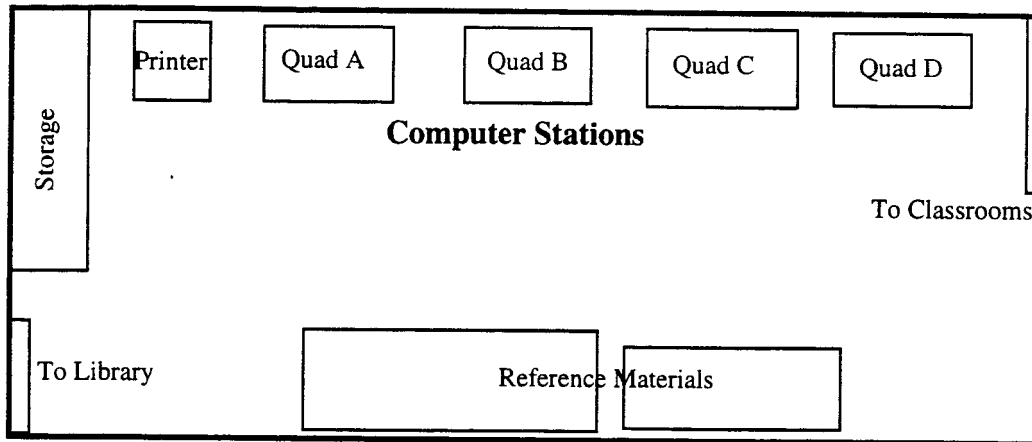 Printer
Quad A
Quad B
Quad C
Quad D
Computer Stations
Storage
To Classrooms
To Library
Reference Materials